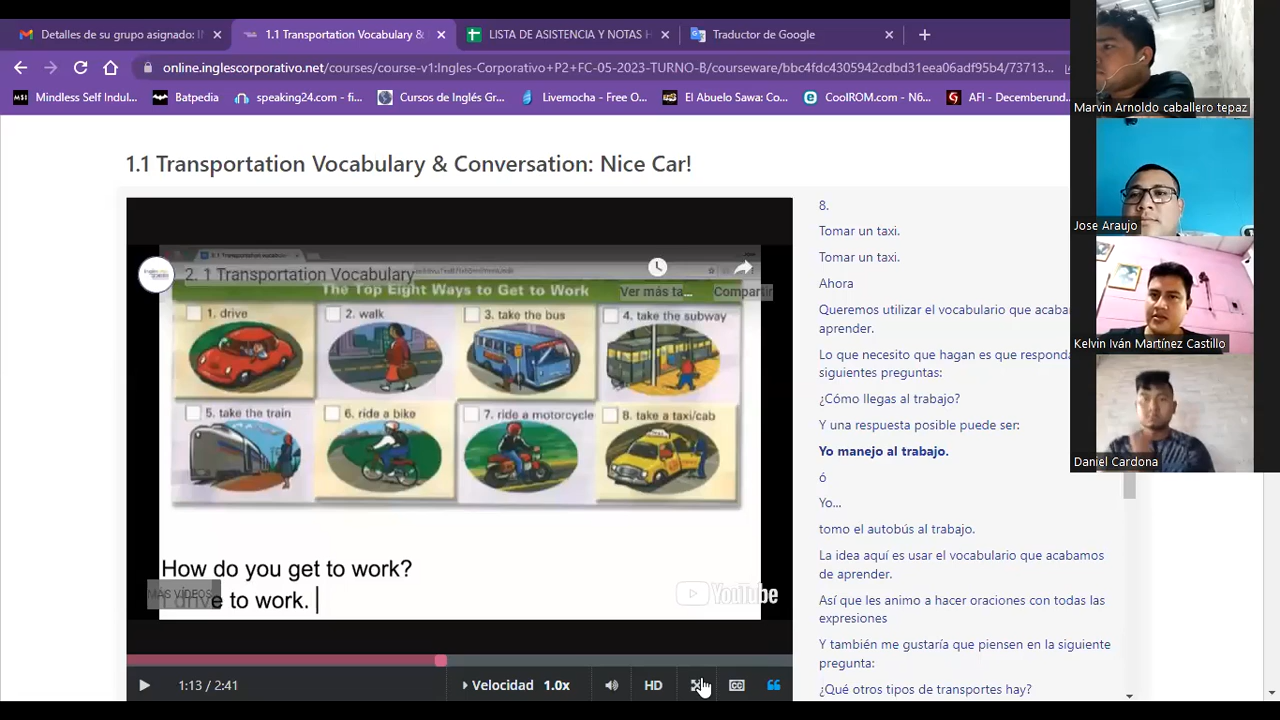 Detalles de su grupo asignado: I
1.1 Transportation Vocabulary &
LISTA DE ASISTENCIA Y NOTAS H
Traductor de Google
online.inglescorporativo.net/courses/course-v1:Ingles-Corporativo+P2+FC-05-2023-TURNO-B/courseware/bbc4fdc4305942cdbd31eea06adf95b4/73713...
Mindless Self Indul...
Batpedia
speaking24.com - fi...
Cursos de Inglés Gr...
Livemocha - Free O...
El Abuelo Sawa: Co...
CoolROM.com - N6...
AFI - Decemberund...
Marvin Arnoldo caballero tepaz
Jose Araujo
Kelvin Iván Martínez Castillo
Daniel Cardona
1.1 Transportation Vocabulary & Conversation: Nice Car!
2. 1 Transportation Vocabulary
Ver más ta...
Compartir
The Top Eight Ways to Get to Work
1. drive
2. walk
3. take the bus
4. take the subway
5. take the train
6. ride a bike
7. ride a motorcycle
8. take a taxi/cab
How do you get to work?
I drive to work.
MÁS VÍDEOS
YouTube
1:13 / 2:41
Velocidad 1.0x
HD
8.
Tomar un taxi.
Tomar un taxi.
Ahora
Queremos utilizar el vocabulario que acaba
aprender.
Lo que necesito que hagan es que respond
siguientes preguntas:
¿Cómo llegas al trabajo?
Y una respuesta posible puede ser:
Yo manejo al trabajo.
ó
Yo...
tomo el autobús al trabajo.
La idea aquí es usar el vocabulario que acabamos
de aprender.
Así que les animo a hacer oraciones con todas las
expresiones
Y también me gustaría que piensen en la siguiente
pregunta:
¿Qué otros tipos de transportes hay?